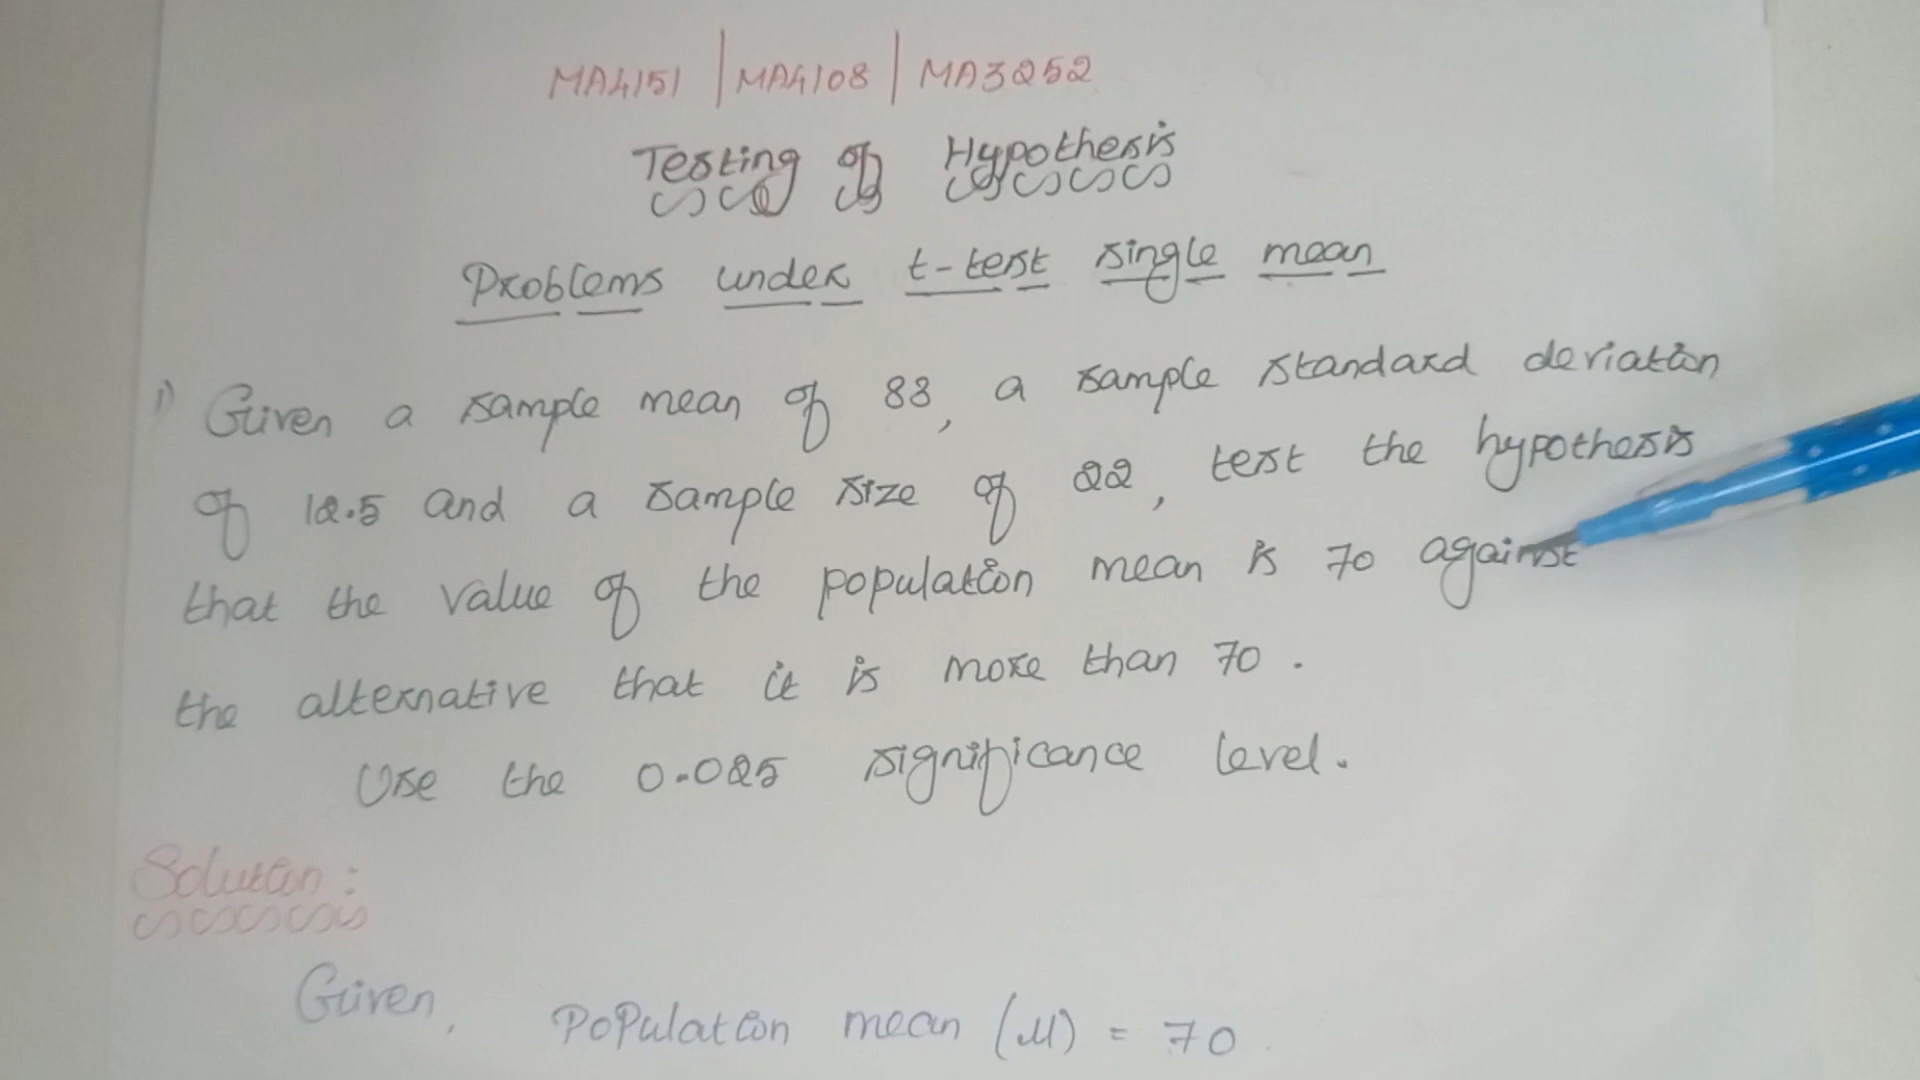 MA4151 | MA4108 | MA3252
Testing of Hypothesis
Problems under t-test single mean
1) Given a sample mean of 83, a sample standard deviation
of 12.5 and a sample size of 22, test the hypothesis
that the value of the population mean is 70 against
the alternative that it is more than 70.
Use the 0.025 significance level.
Solution:
Given, Population mean (μ) = 70